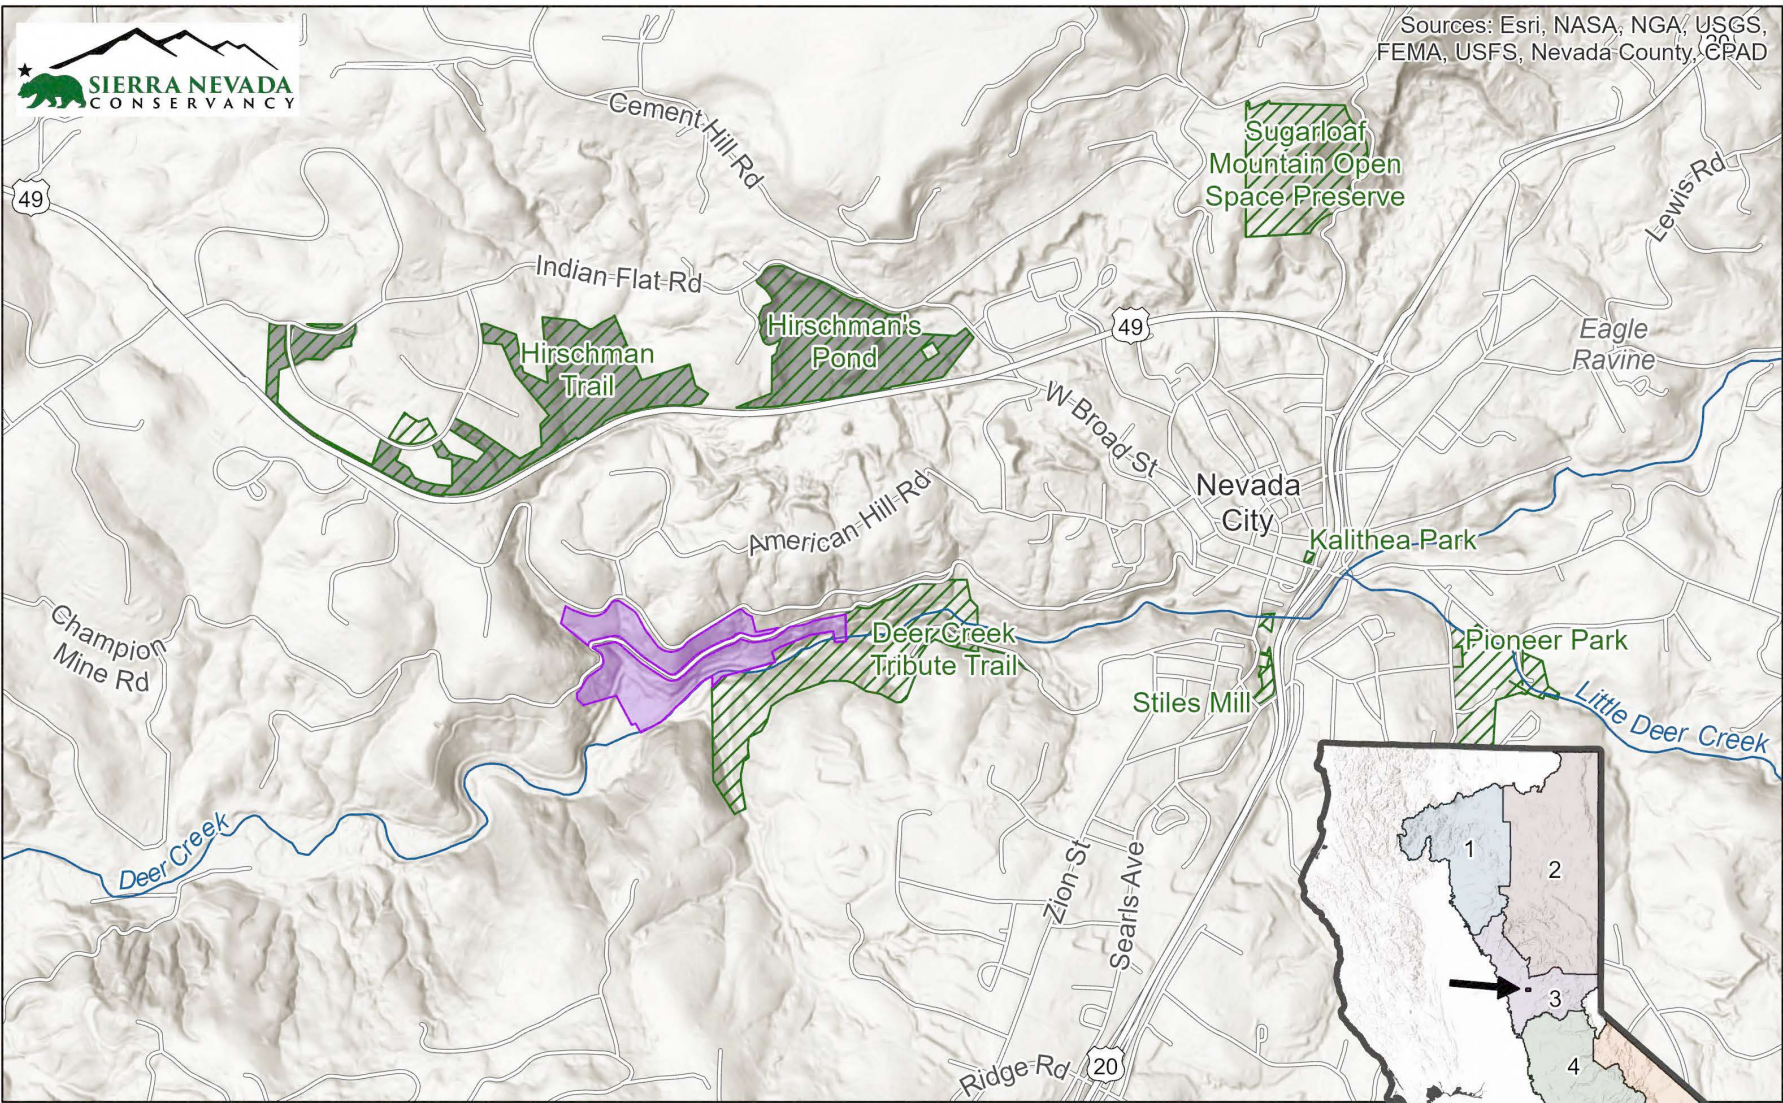 Sources: Esri, NASA, NGA, USGS,
FEMA, USFS, Nevada County, CPAD
SIERRA NEVADA
CONSERVANCY
Cement Hill Rd
Sugarloaf
Mountain Open
Space Preserve
Lewis Rd
49
Indian Flat Rd
Hirschman's
Pond
49
Hirschman
Trail
Eagle
Ravine
W Broad St
Nevada
City
American Hill Rd
Kalithea Park
Champion
Mine Rd
Deer Creek
Tribute Trail
Pioneer Park
Stiles Mill
Little Deer Creek
Deer Creek
Zion St
Searls Ave
Ridge Rd
20
1
2
3
4